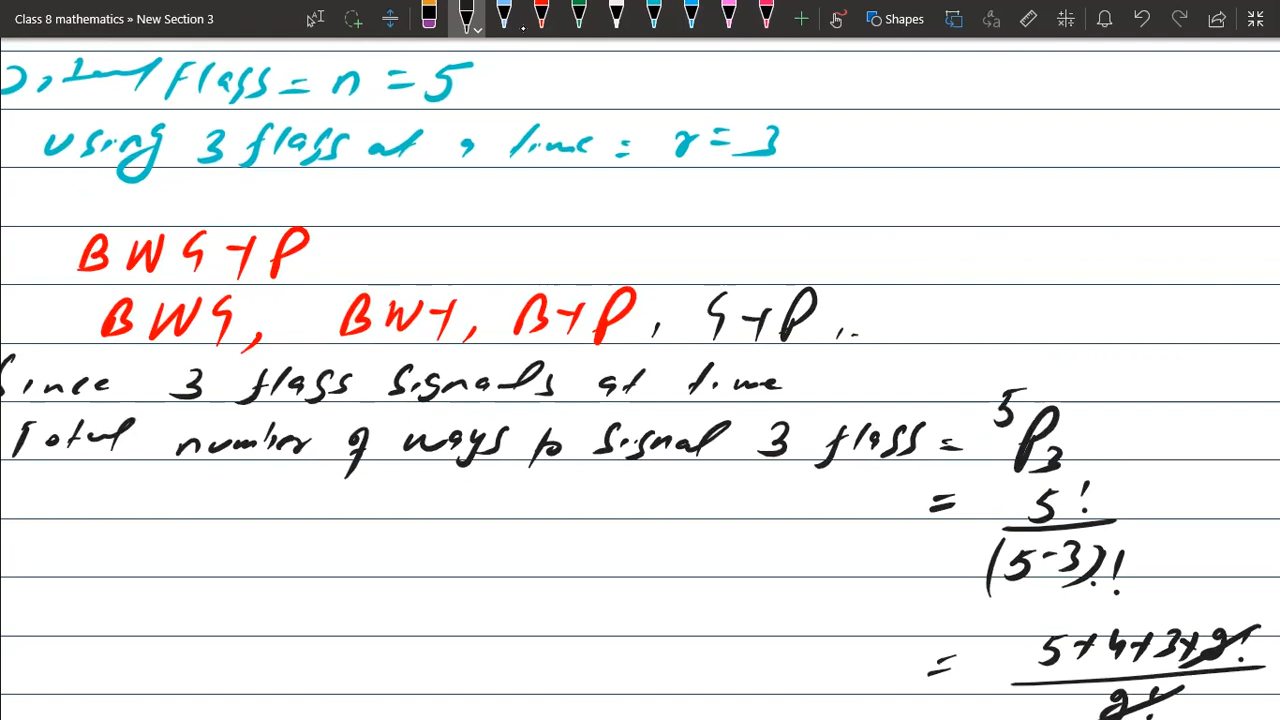 Class 8 mathematics » New Section 3
Shapes
flags = n = 5
using 3 flags at a time = r = 3
B W G Y P
B W G, B W Y, B Y P, G Y P, ..
Since 3 flags signals at time
Total number of ways to signal 3 flags = ⁵P₃
= 5! / (5-3)!
= 5 × 4 × 3 × 2! / 2!